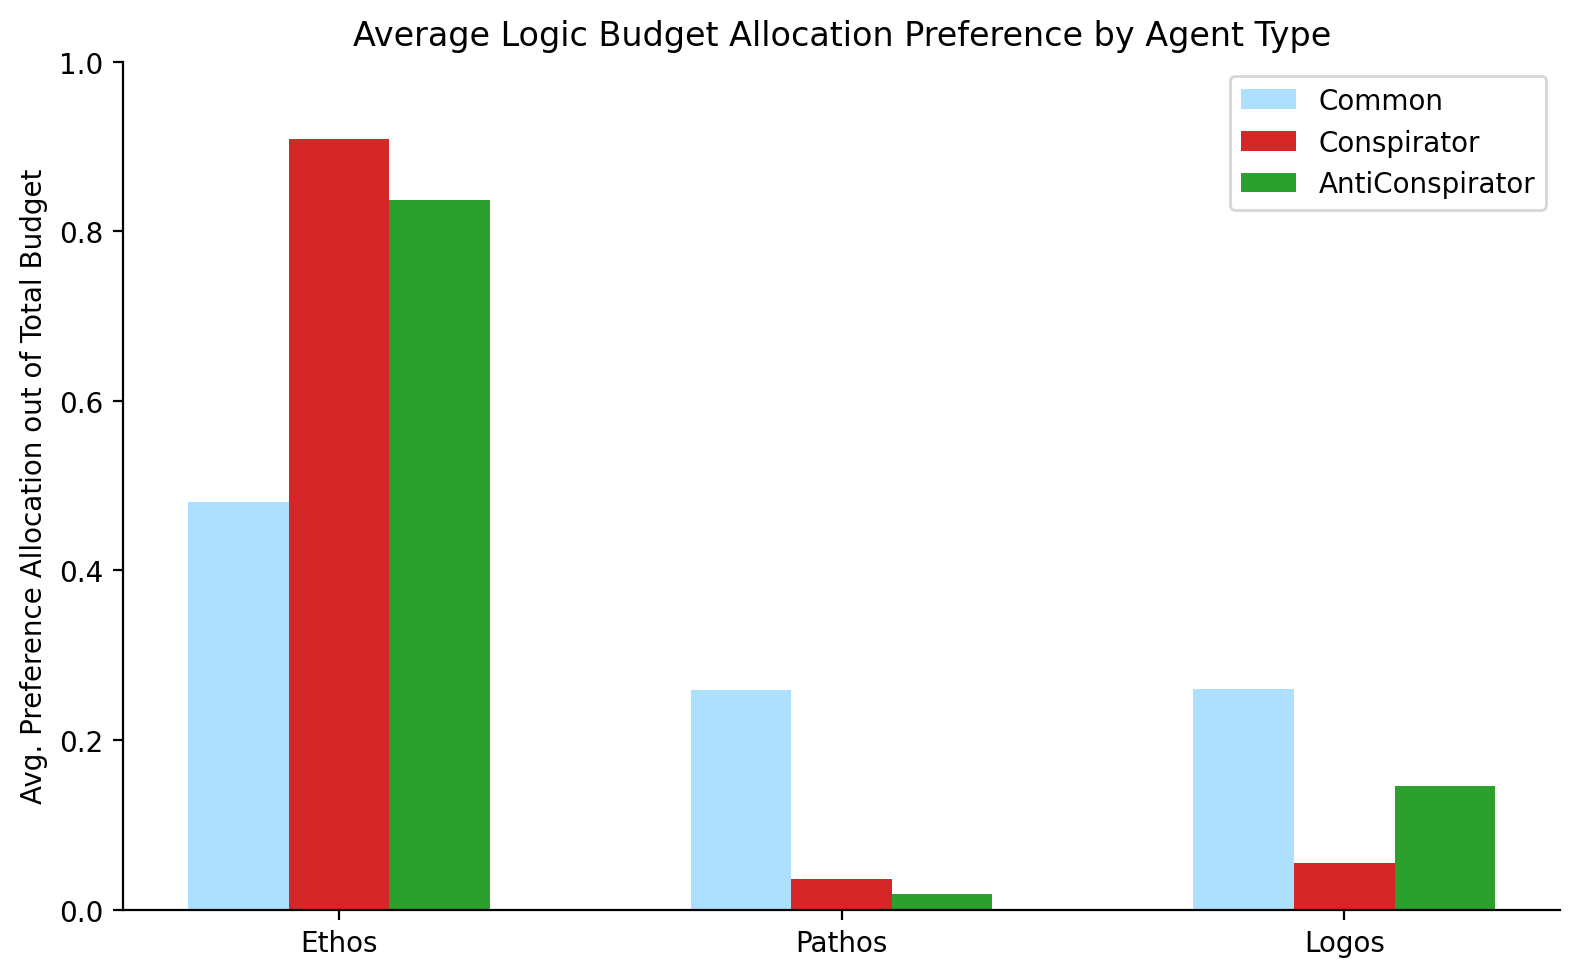 Average Logic Budget Allocation Preference by Agent Type
Avg. Preference Allocation out of Total Budget
1.0
0.8
0.6
0.4
0.2
0.0
Common
Conspirator
AntiConspirator
Ethos
Pathos
Logos